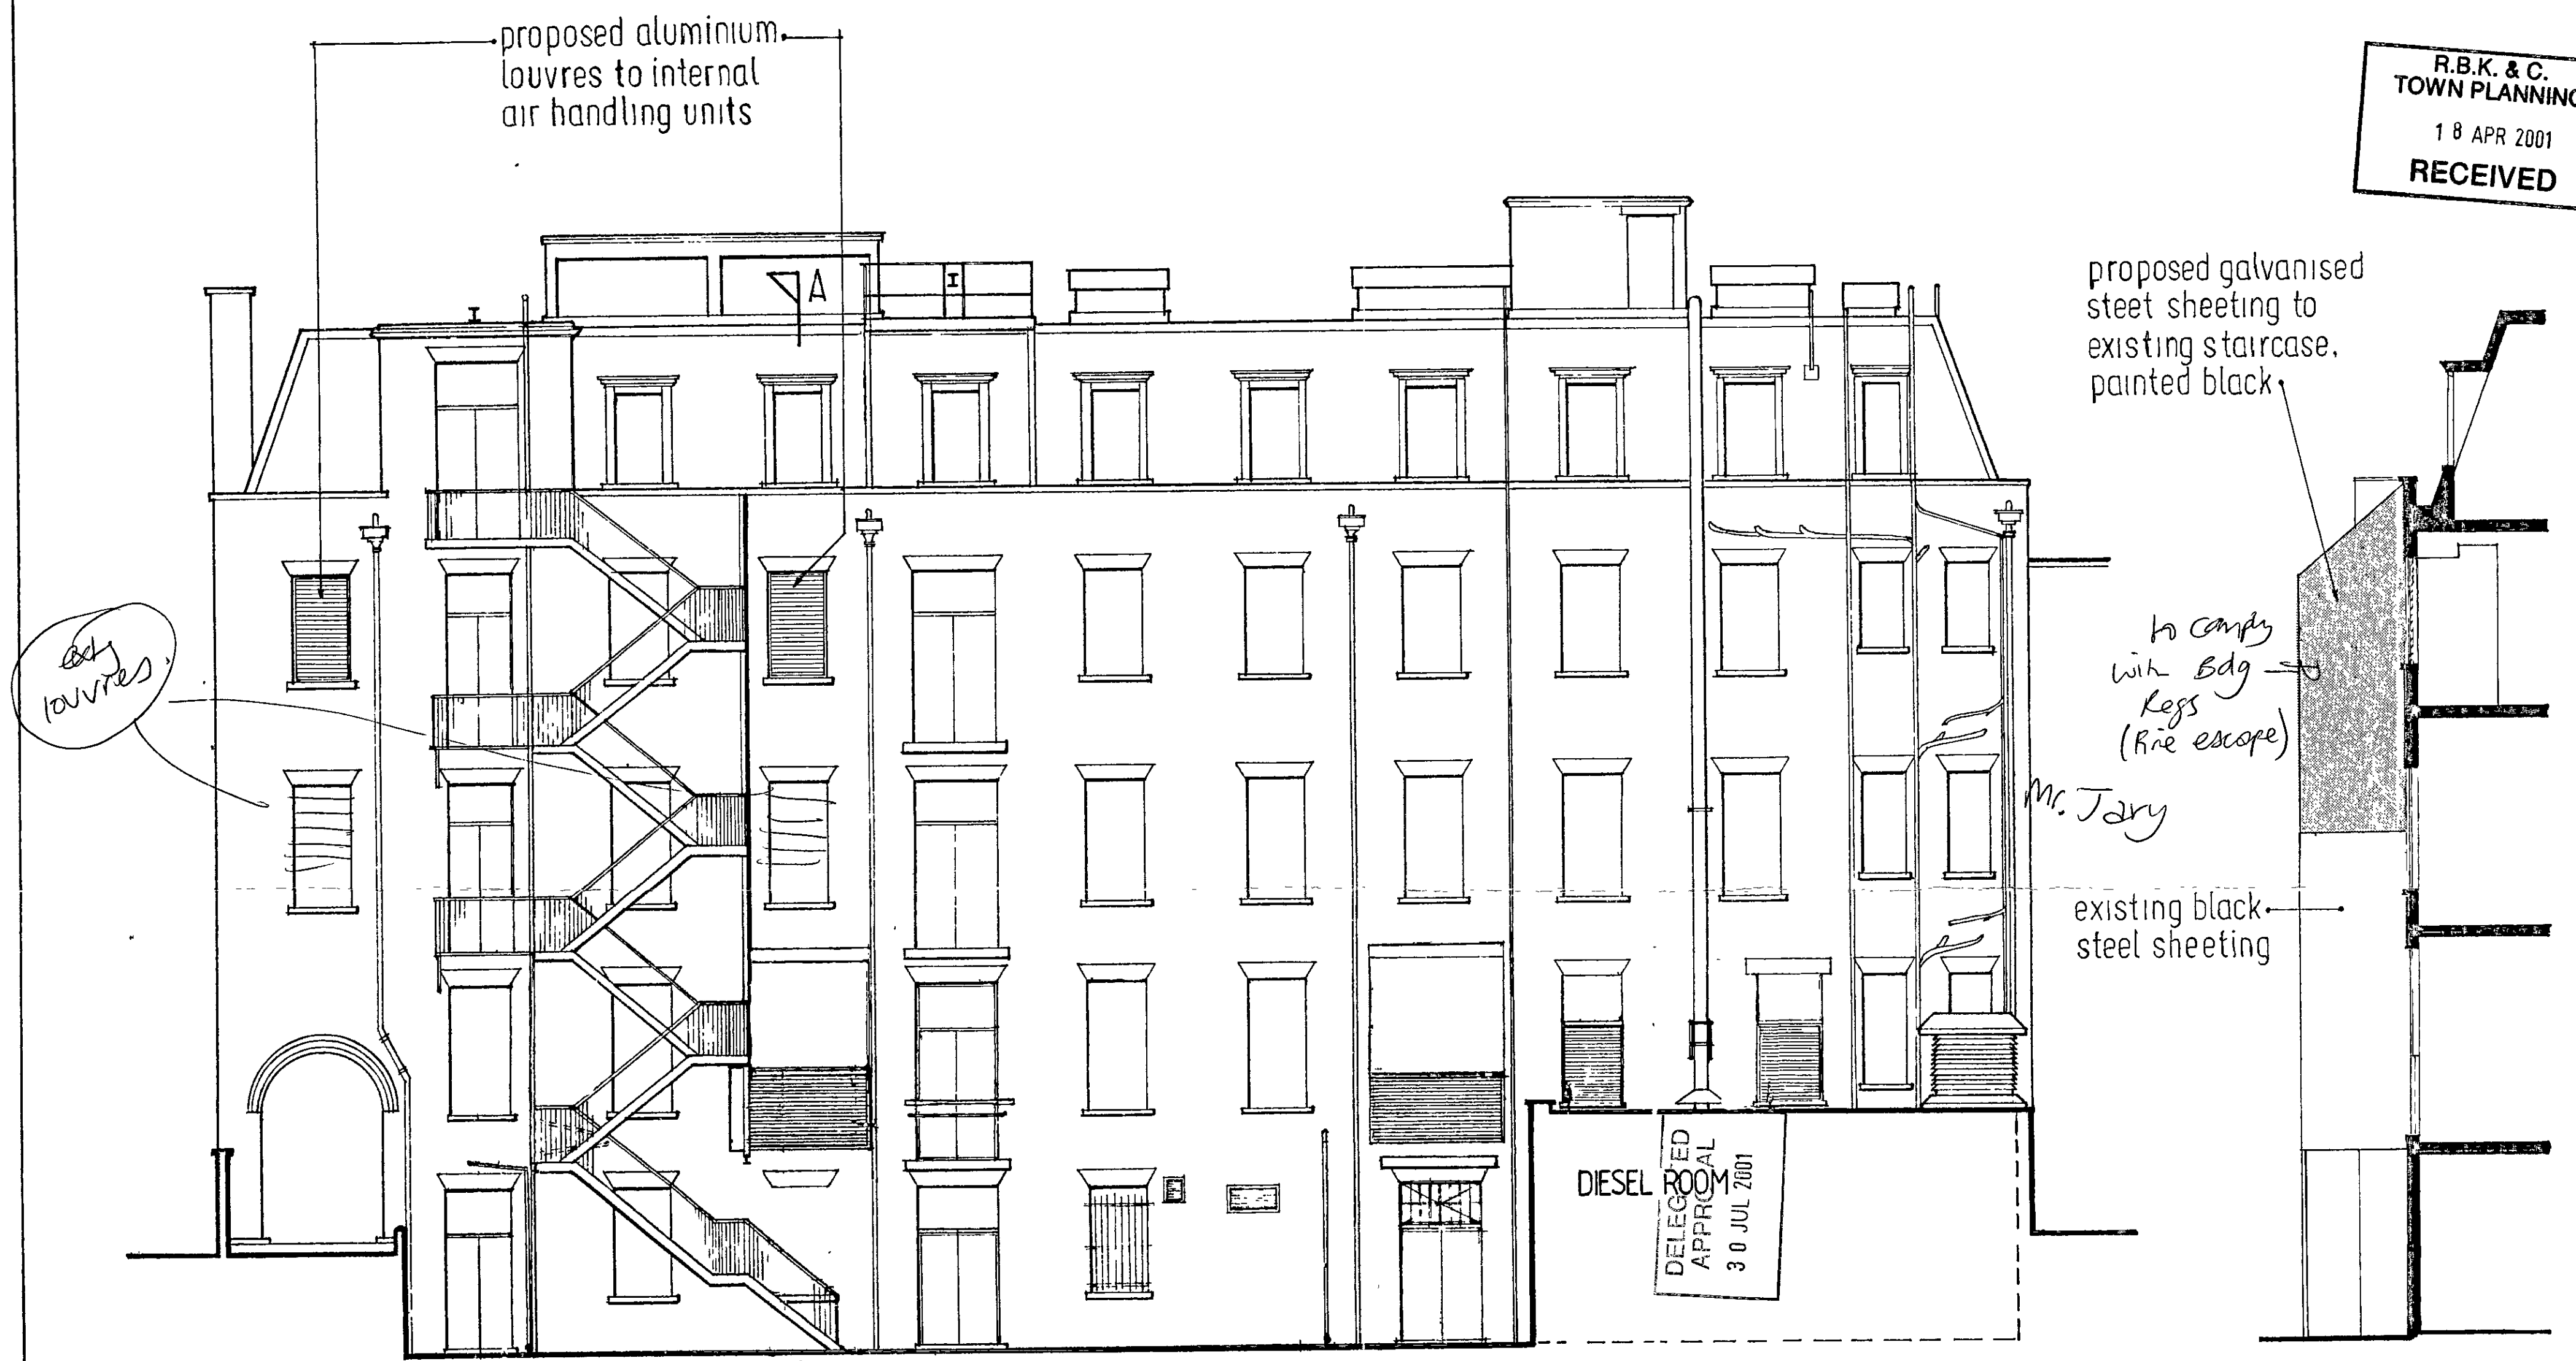 proposed aluminium
louvres to internal
air handling units
R.B.K. & C.
TOWN PLANNING
18 APR 2001
RECEIVED
A
I
I
proposed galvanised
steet sheeting to
existing staircase,
painted black
louvres
to comply
with Bdg
Regs
(Fire escape)
Mr. Jary
existing black
steel sheeting
DIESEL ROOM
DELEGATED
APPROVAL
30 JUL 2001